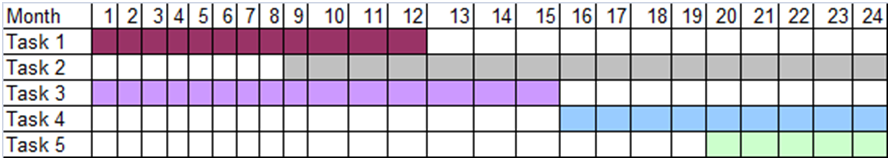 Month 1 2 3 4 5 6 7 8 9 10 11 12 13 14 15 16 17 18 19 20 21 22 23 24
Task 1
Task 2
Task 3
Task 4
Task 5